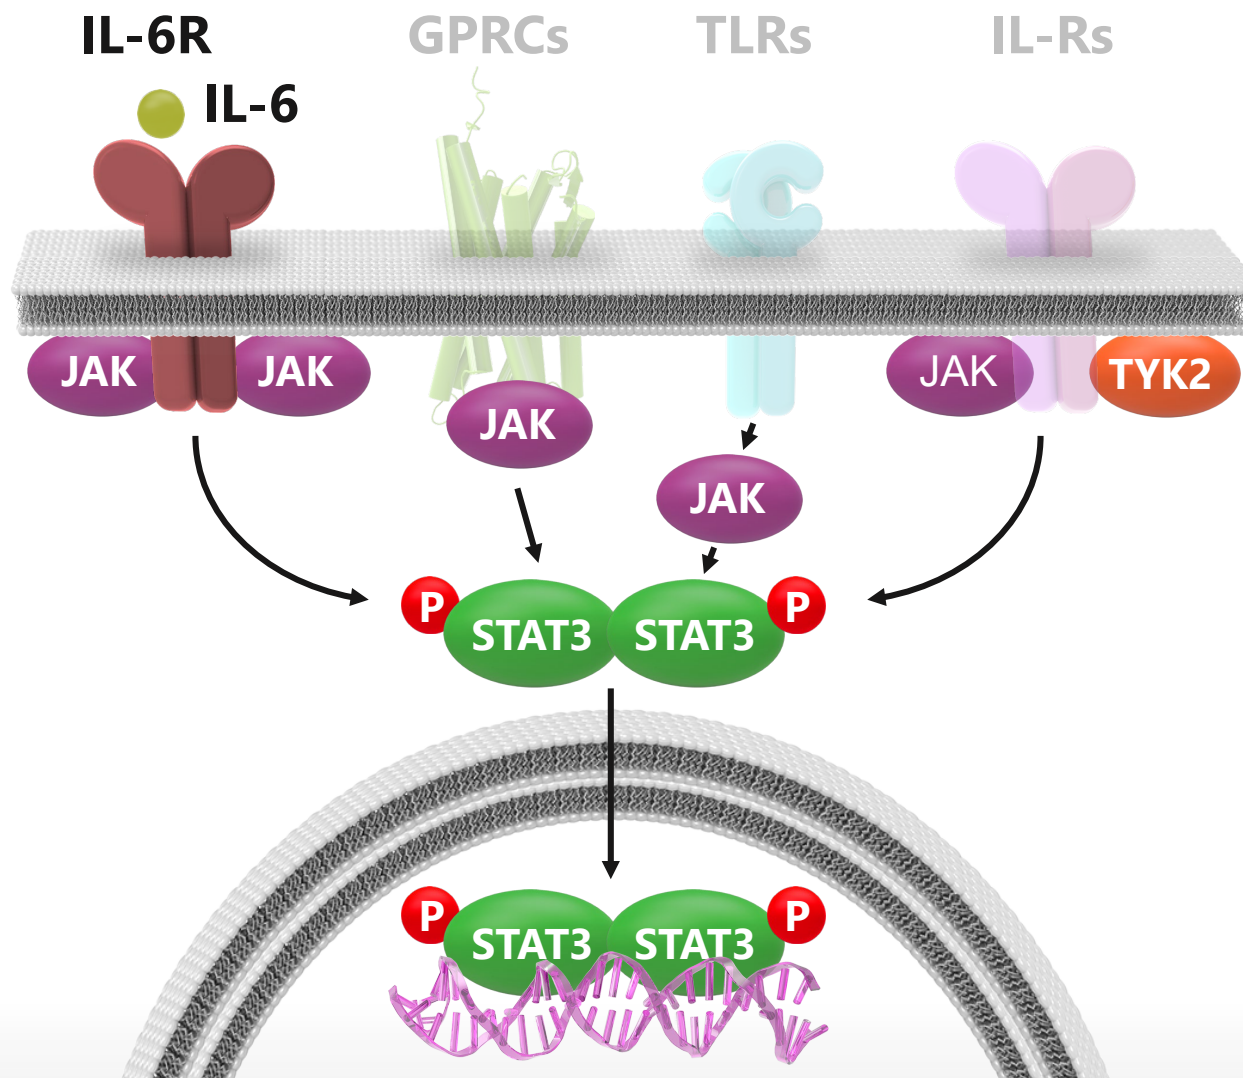 IL-6R
GPRCs
TLRs
IL-Rs
IL-6
JAK
JAK
JAK
TYK2
JAK
JAK
P
STAT3
STAT3
P
P
STAT3
STAT3
P